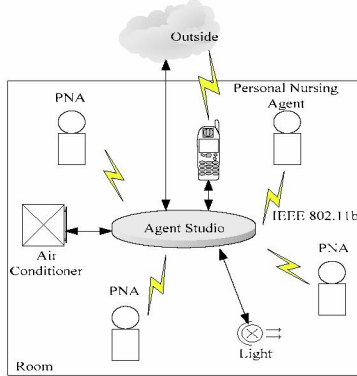 Outside
PNA
Personal Nursing
Agent
IEEE 802.11b
Agent Studio
Air
Conditioner
PNA
PNA
Light
Room